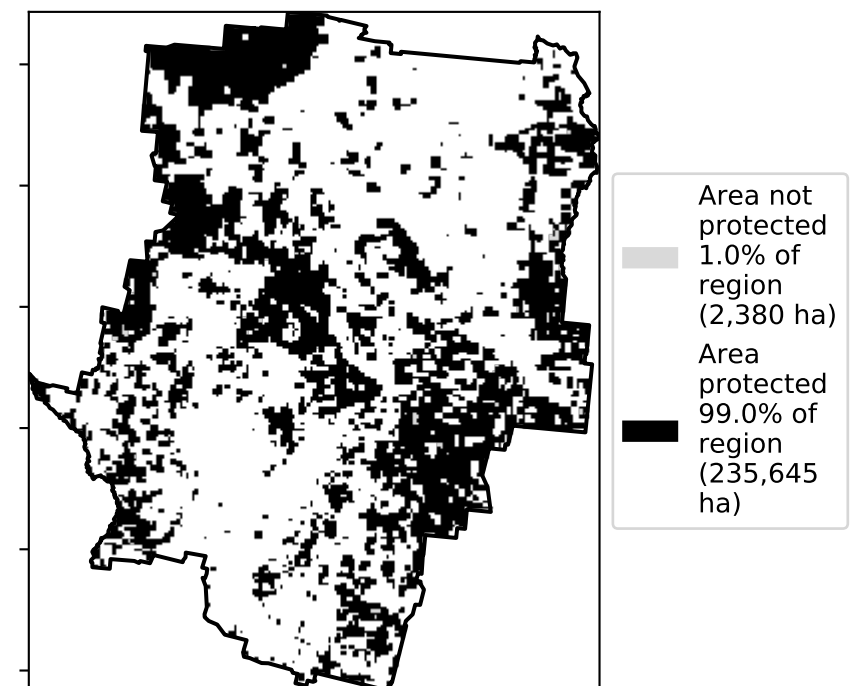 Area not
protected
1.0% of
region
(2,380 ha)
Area
protected
99.0% of
region
(235,645
ha)